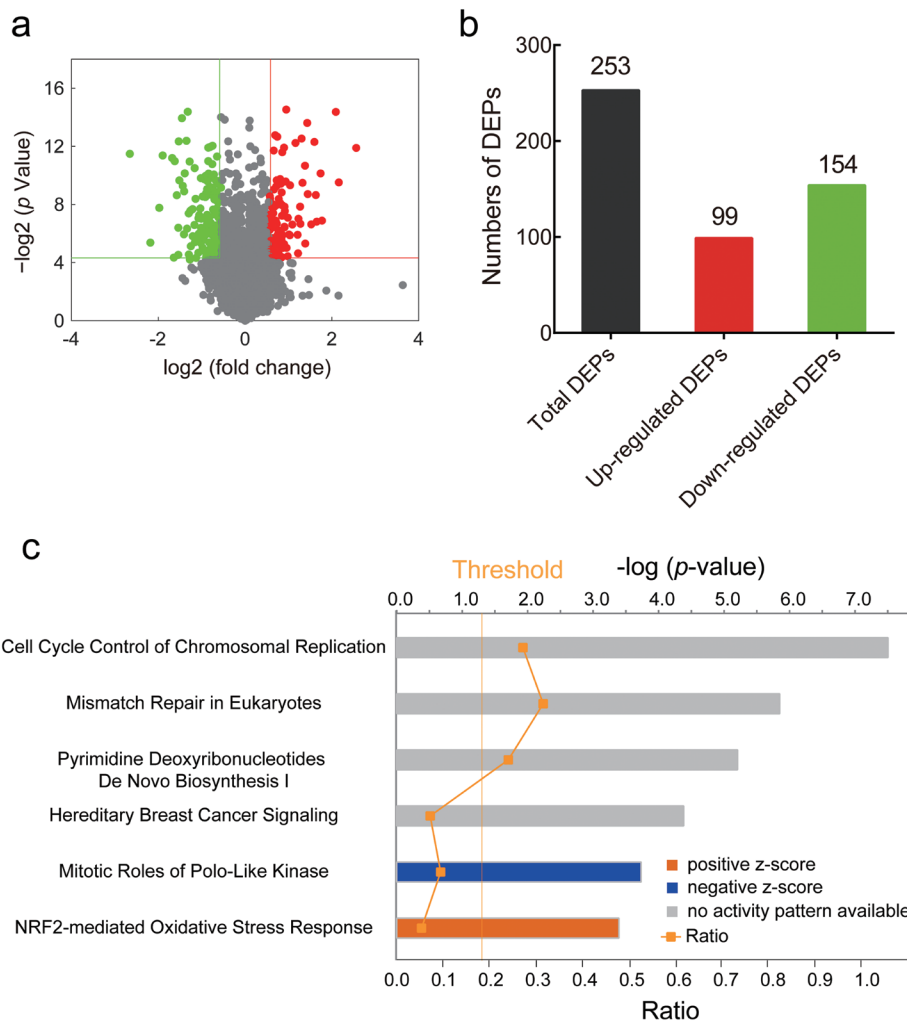 a
−log2 (p Value)
16
12
8
4
0
−4
−2
0
2
4
log2 (fold change)
b
Numbers of DEPs
300
200
100
0
253
99
154
Total DEPs
Up-regulated DEPs
Down-regulated DEPs
c
Threshold
-log (p-value)
0.0 1.0 2.0 3.0 4.0 5.0 6.0 7.0
Cell Cycle Control of Chromosomal Replication
Mismatch Repair in Eukaryotes
Pyrimidine Deoxyribonucleotides
De Novo Biosynthesis I
Hereditary Breast Cancer Signaling
Mitotic Roles of Polo-Like Kinase
NRF2-mediated Oxidative Stress Response
positive z-score
negative z-score
no activity pattern available
Ratio
0.0 0.1 0.2 0.3 0.4 0.5 0.6 0.7 0.8 0.9 1.0
Ratio